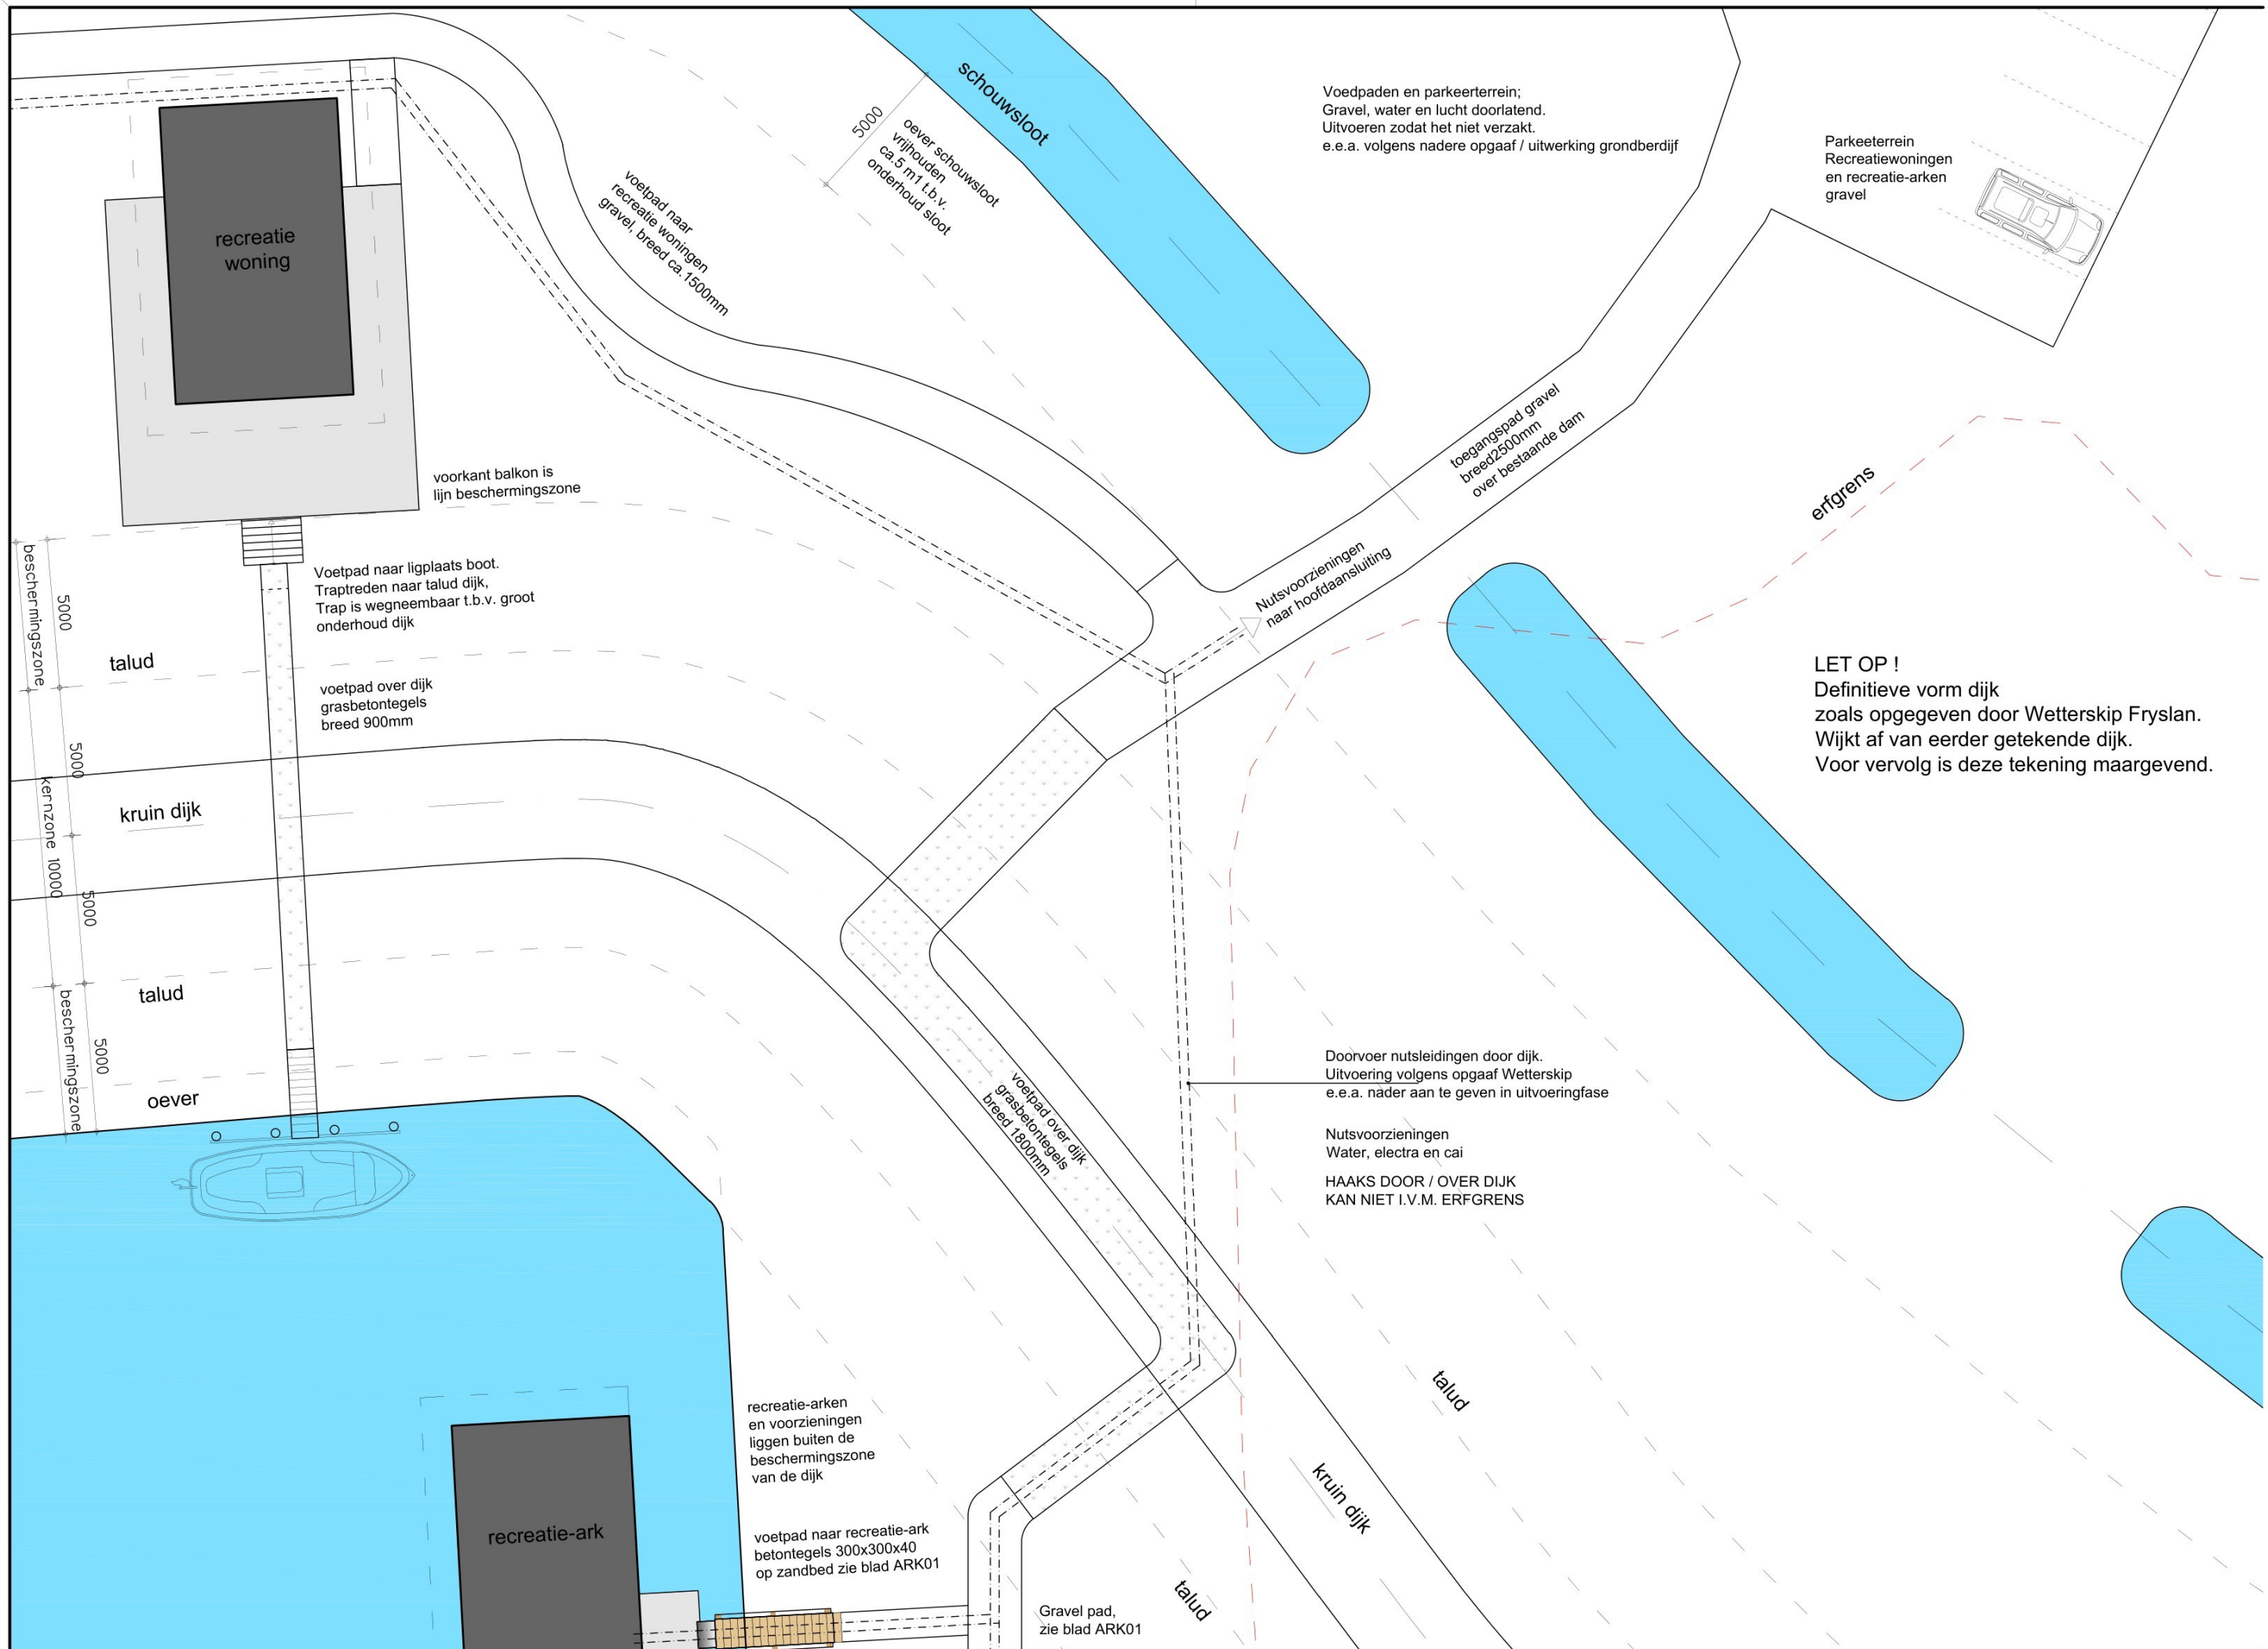 schouwsloot
5000
oever schouwsloot
vrijhouden
ca.5 m1 t.b.v.
onderhoud sloot
Voedpaden en parkeerterrein;
Gravel, water en lucht doorlatend.
Uitvoeren zodat het niet verzakt.
e.e.a. volgens nadere opgaaf / uitwerking grondberdijf
Parkeeterrein
Recreatiewoningen
en recreatie-arken
gravel
voetpad naar
recreatie woningen
gravel, breed ca.1500mm
recreatie
woning
toegangspad gravel
breed2500mm
over bestaande dam
erfgrens
voorkant balkon is
lijn beschermingszone
Nutsvoorzieningen
naar hoofdaansluiting
Voetpad naar ligplaats boot.
Traptreden naar talud dijk,
Trap is wegneembaar t.b.v. groot
onderhoud dijk
beschermingszone
5000
talud
voetpad over dijk
grasbetontegels
breed 900mm
LET OP !
Definitieve vorm dijk
zoals opgegeven door Wetterskip Fryslan.
Wijkt af van eerder getekende dijk.
Voor vervolg is deze tekening maargevend.
5000
kernzone 10000
kruin dijk
5000
talud
beschermingszone
5000
oever
voetpad over dijk
grasbetontegels
breed 1800mm
Doorvoer nutsleidingen door dijk.
Uitvoering volgens opgaaf Wetterskip
e.e.a. nader aan te geven in uitvoeringfase
Nutsvoorzieningen
Water, electra en cai
HAAKS DOOR / OVER DIJK
KAN NIET I.V.M. ERFGRENS
talud
recreatie-arken
en voorzieningen
liggen buiten de
beschermingszone
van de dijk
kruin dijk
recreatie-ark
voetpad naar recreatie-ark
betontegels 300x300x40
op zandbed zie blad ARK01
talud
Gravel pad,
zie blad ARK01